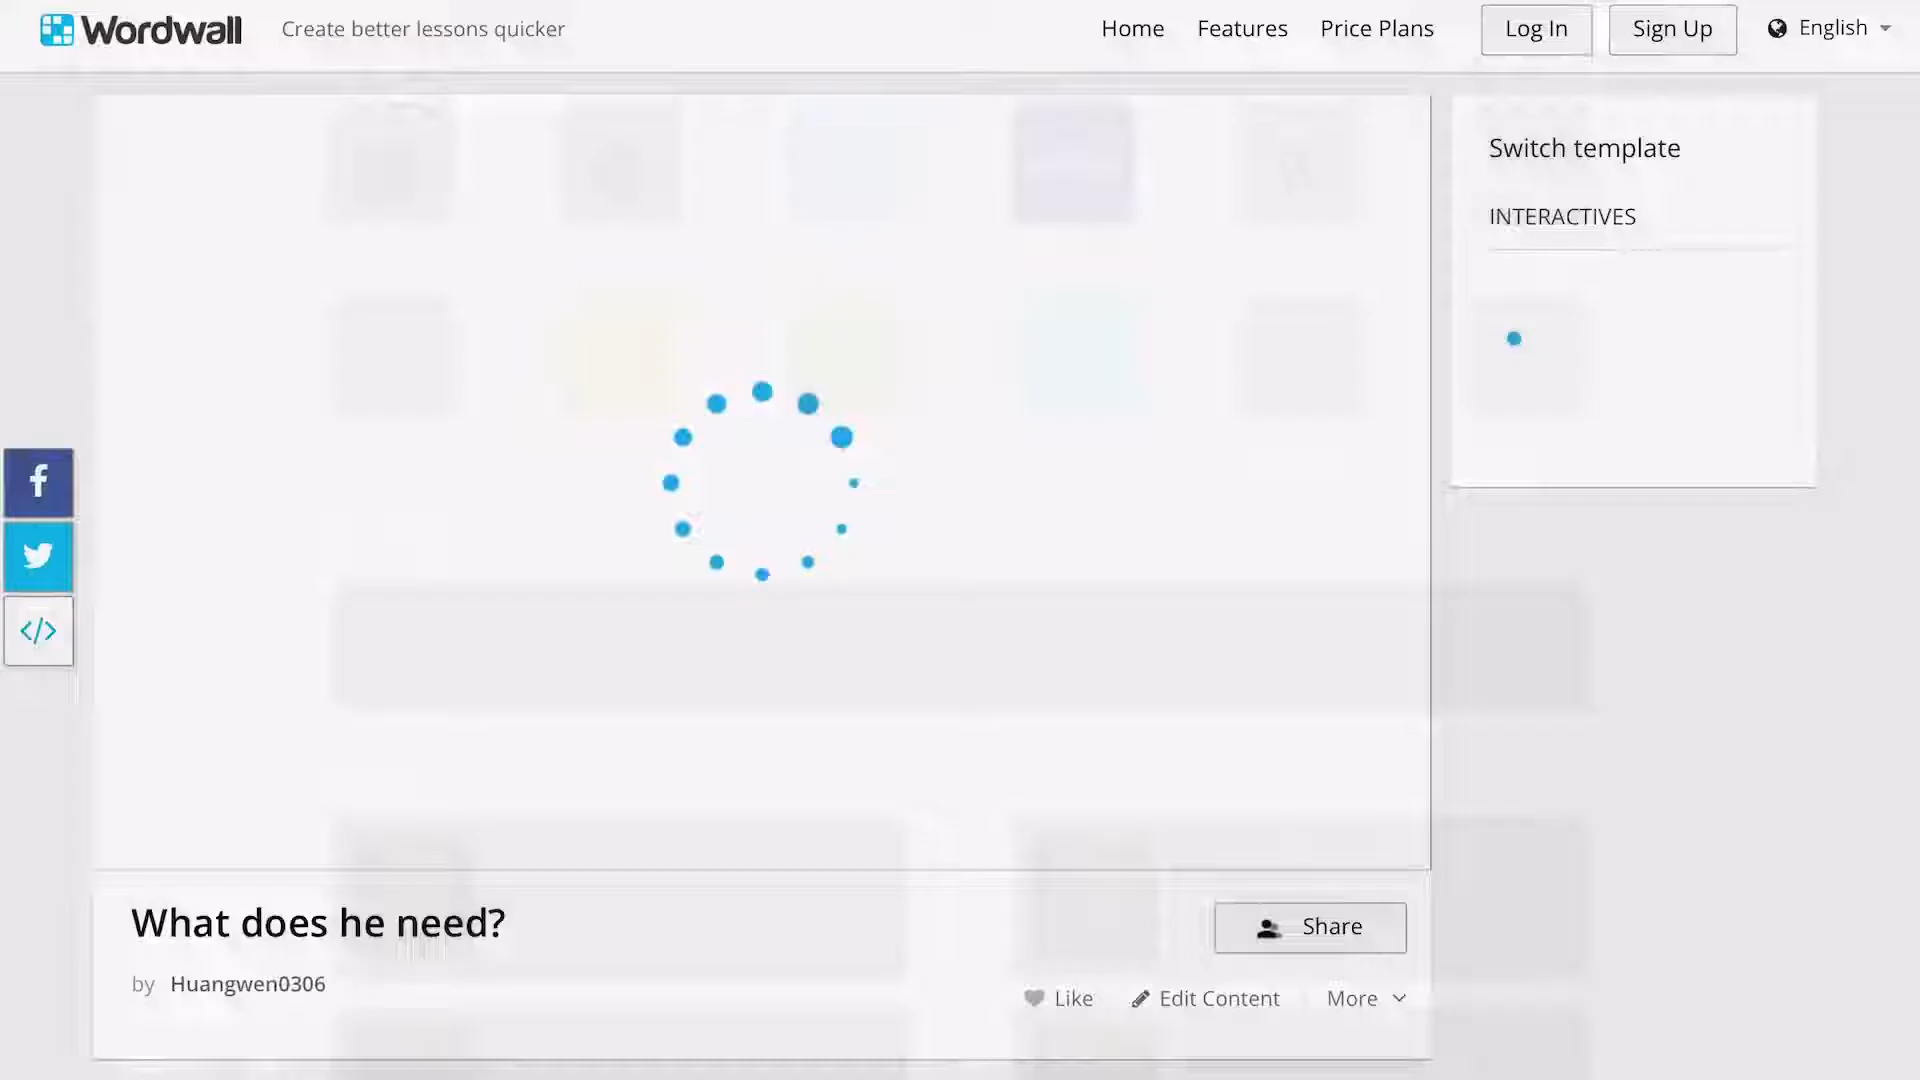 Wordwall
Create better lessons quicker
Home
Features
Price Plans
Log In
Sign Up
English
Switch template
INTERACTIVES
f
</>
What does he need?
Share
by Huangwen0306
Like
Edit Content
More